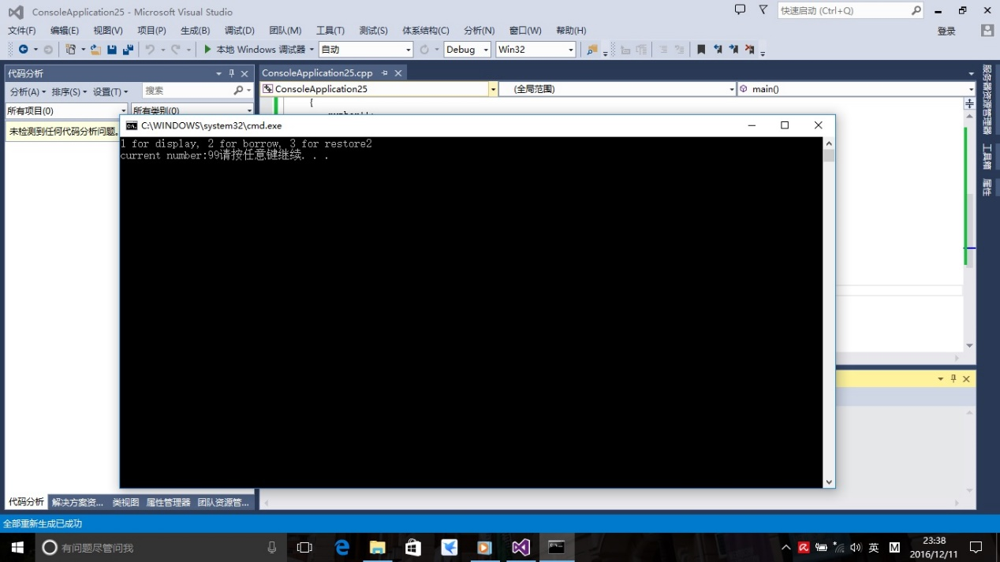 ConsoleApplication25 - Microsoft Visual Studio
快速启动 (Ctrl+Q)
文件(F) 编辑(E) 视图(V) 项目(P) 生成(B) 调试(D) 团队(M) 工具(T) 测试(S) 体系结构(C) 分析(N) 窗口(W) 帮助(H)
登录
本地 Windows 调试器 自动 Debug Win32
代码分析
分析(A) 排序(S) 设置(T) 搜索
所有项目(0) 所有类别(0)
未检测到任何代码分析问题。
ConsoleApplication25.cpp
ConsoleApplication25 (全局范围) main()
{
C:\WINDOWS\system32\cmd.exe
1 for display, 2 for borrow, 3 for restore2
current number:99请按任意键继续. . .
服务器资源管理器
工具箱
属性
代码分析 解决方案资... 类视图 属性管理器 团队资源管...
全部重新生成已成功
有问题尽管问我
英 M
23:38
2016/12/11